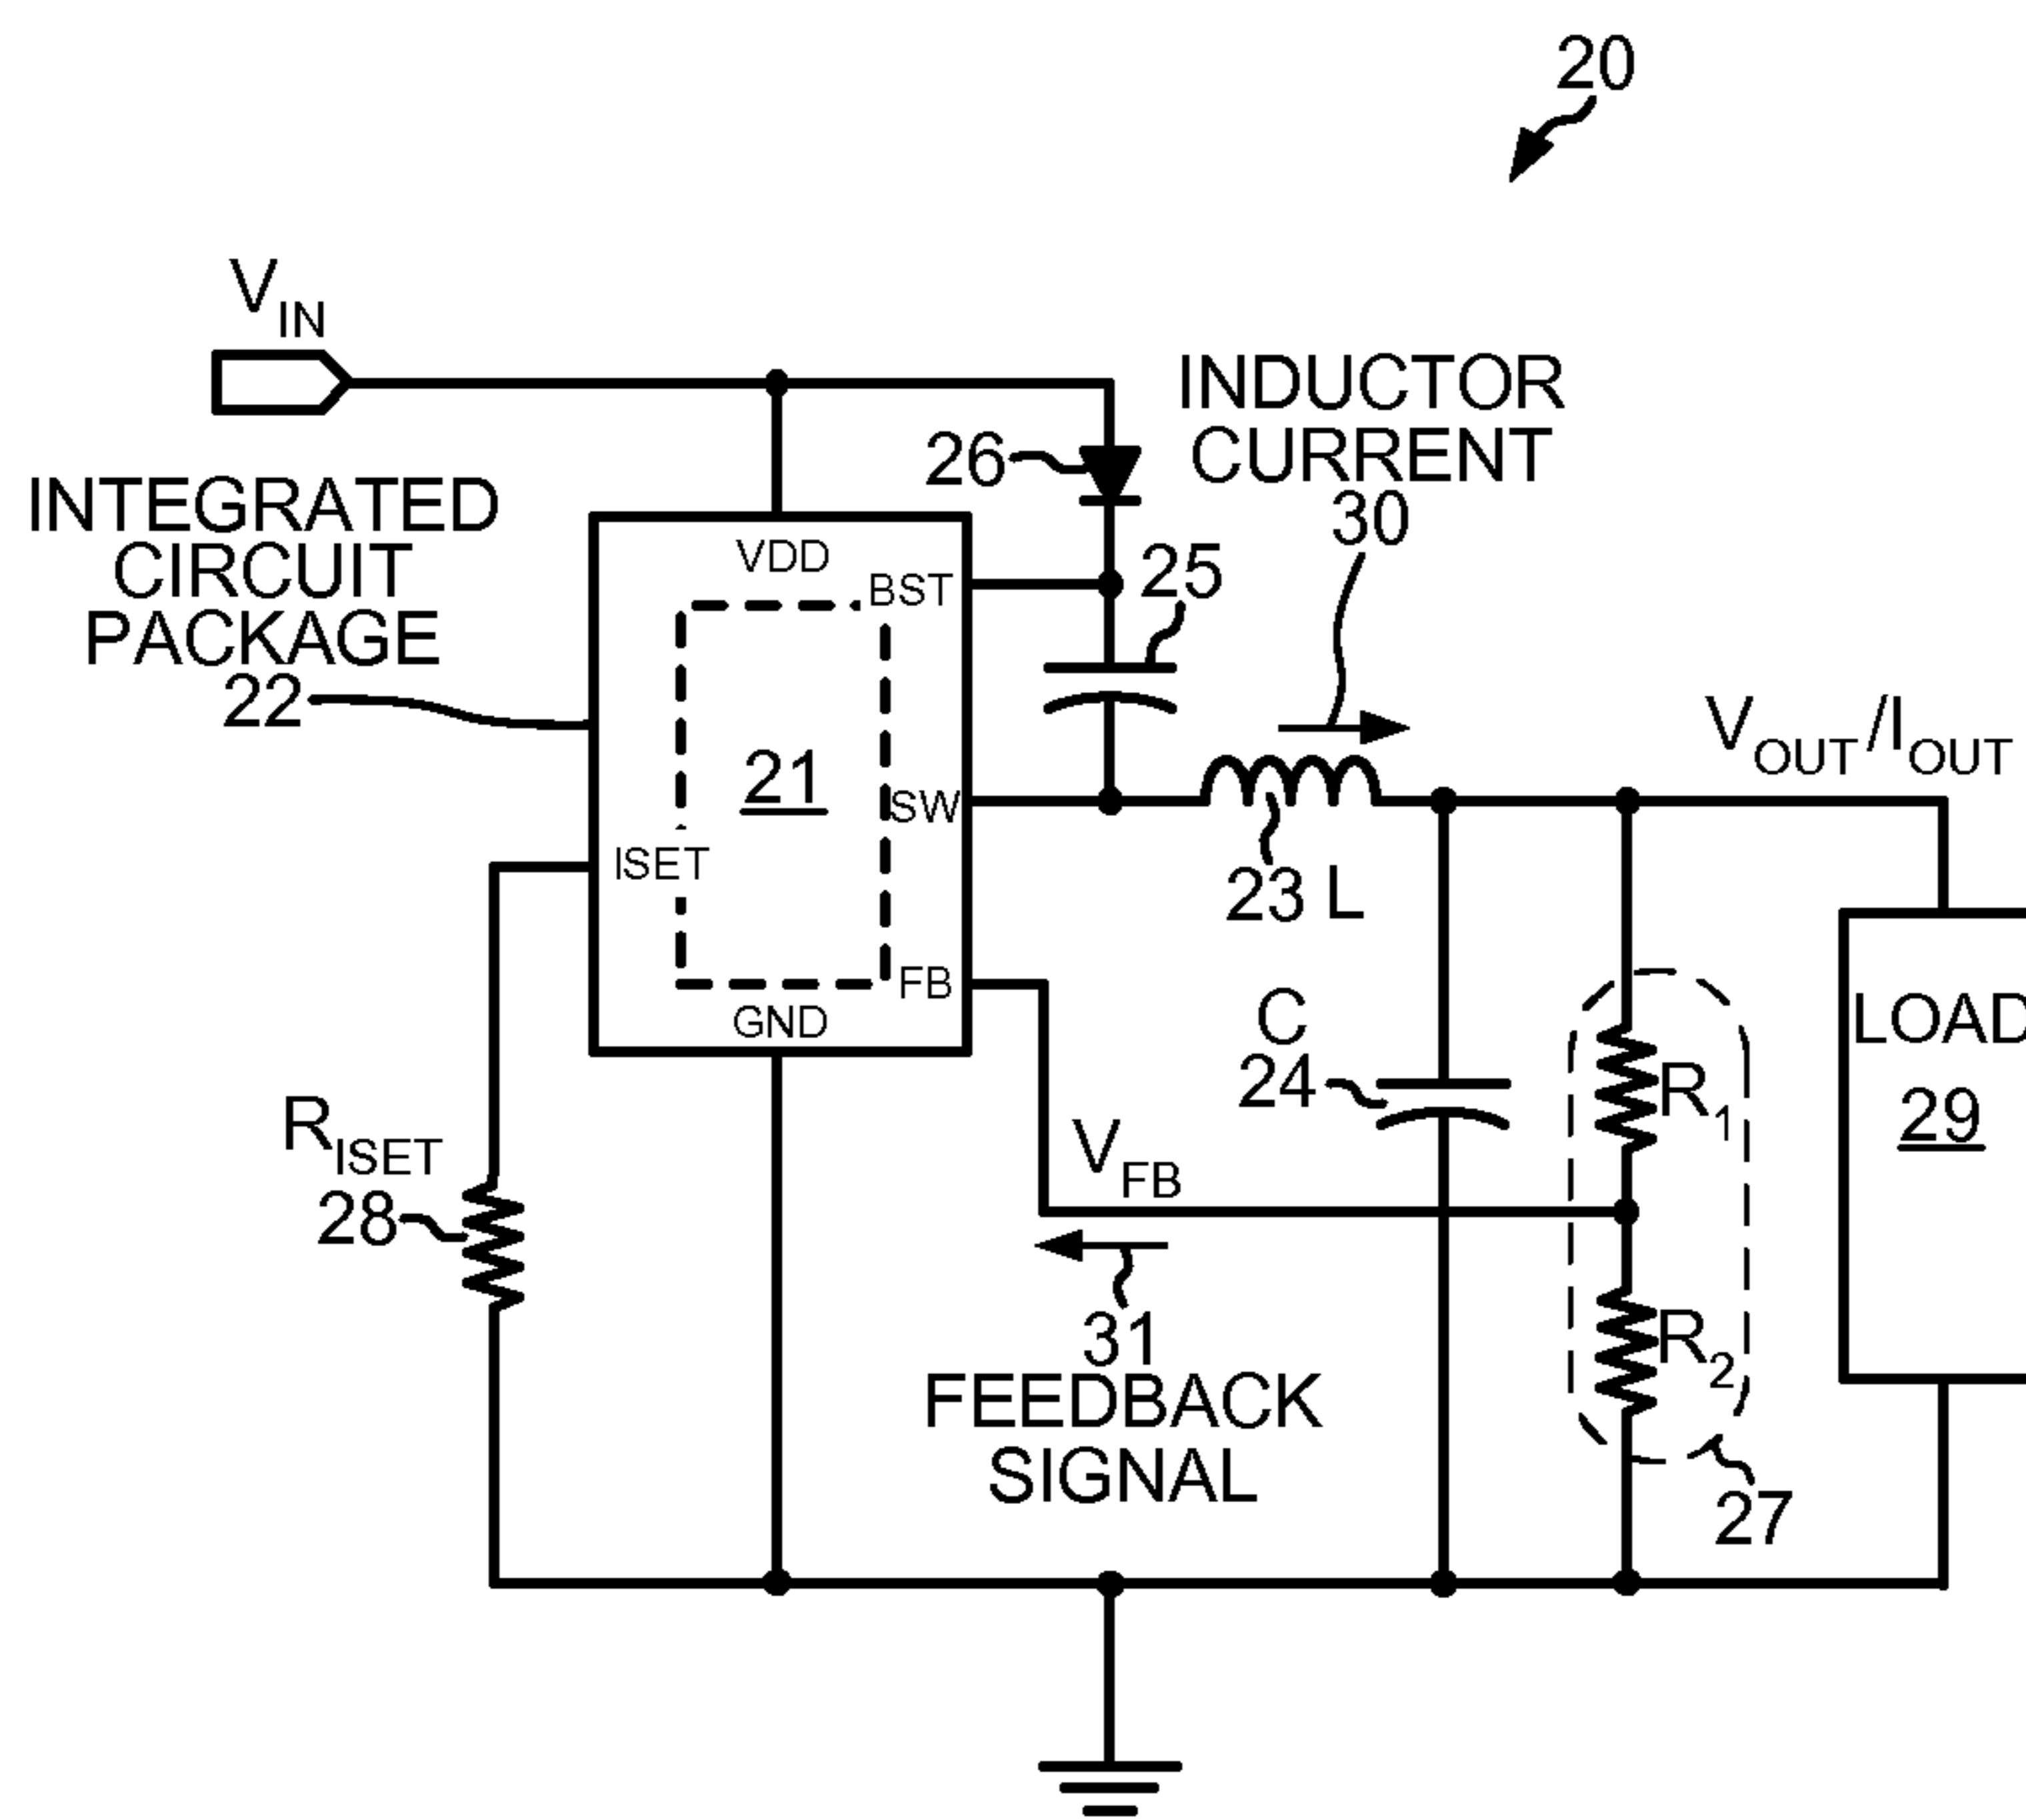 20
VIN
INDUCTOR
CURRENT
30
26
INTEGRATED
CIRCUIT
PACKAGE
22
VDD
BST
25
21
SW
VOUT/IOUT
ISET
23 L
FB
GND
C
24
LOAD
29
R1
RISET
28
VFB
31
FEEDBACK
SIGNAL
R2
27